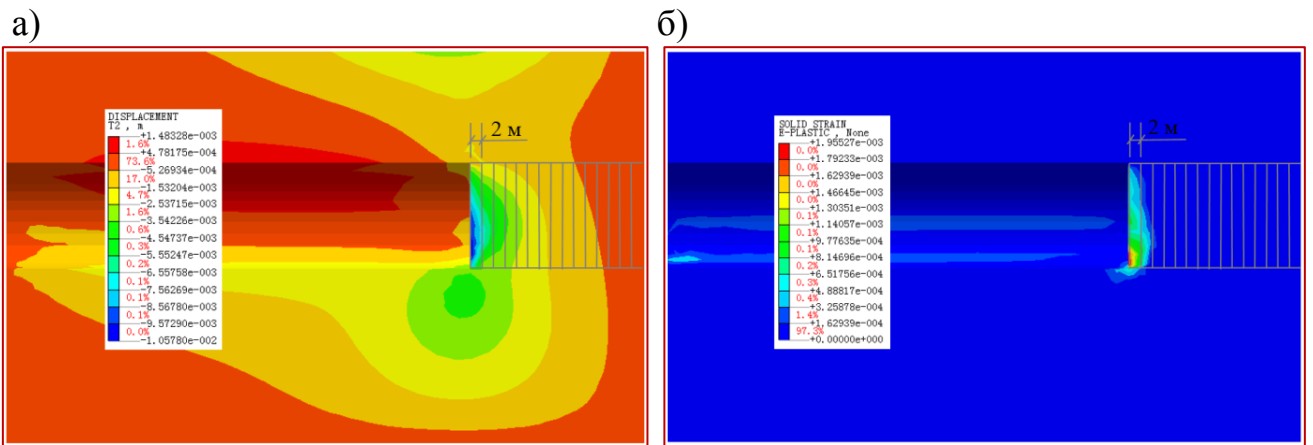 а)
б)
DISPLACEMENT
T2 , m
+1.48328e-003
1.6%
+4.78175e-004
73.6%
-5.26934e-004
17.0%
-1.53204e-003
4.7%
-2.53715e-003
1.6%
-3.54226e-003
0.6%
-4.54737e-003
0.3%
-5.55247e-003
0.2%
-6.55758e-003
0.1%
-7.56269e-003
0.1%
-8.56780e-003
0.1%
-9.57290e-003
0.0%
-1.05780e-002
2 м
SOLID STRAIN
E-PLASTIC , None
+1.95527e-003
0.0%
+1.79233e-003
0.0%
+1.62939e-003
0.0%
+1.46645e-003
0.0%
+1.30351e-003
0.1%
+1.14057e-003
0.1%
+9.77635e-004
0.1%
+8.14696e-004
0.2%
+6.51756e-004
0.3%
+4.88817e-004
0.4%
+3.25878e-004
1.4%
+1.62939e-004
97.3%
+0.00000e+000
2 м